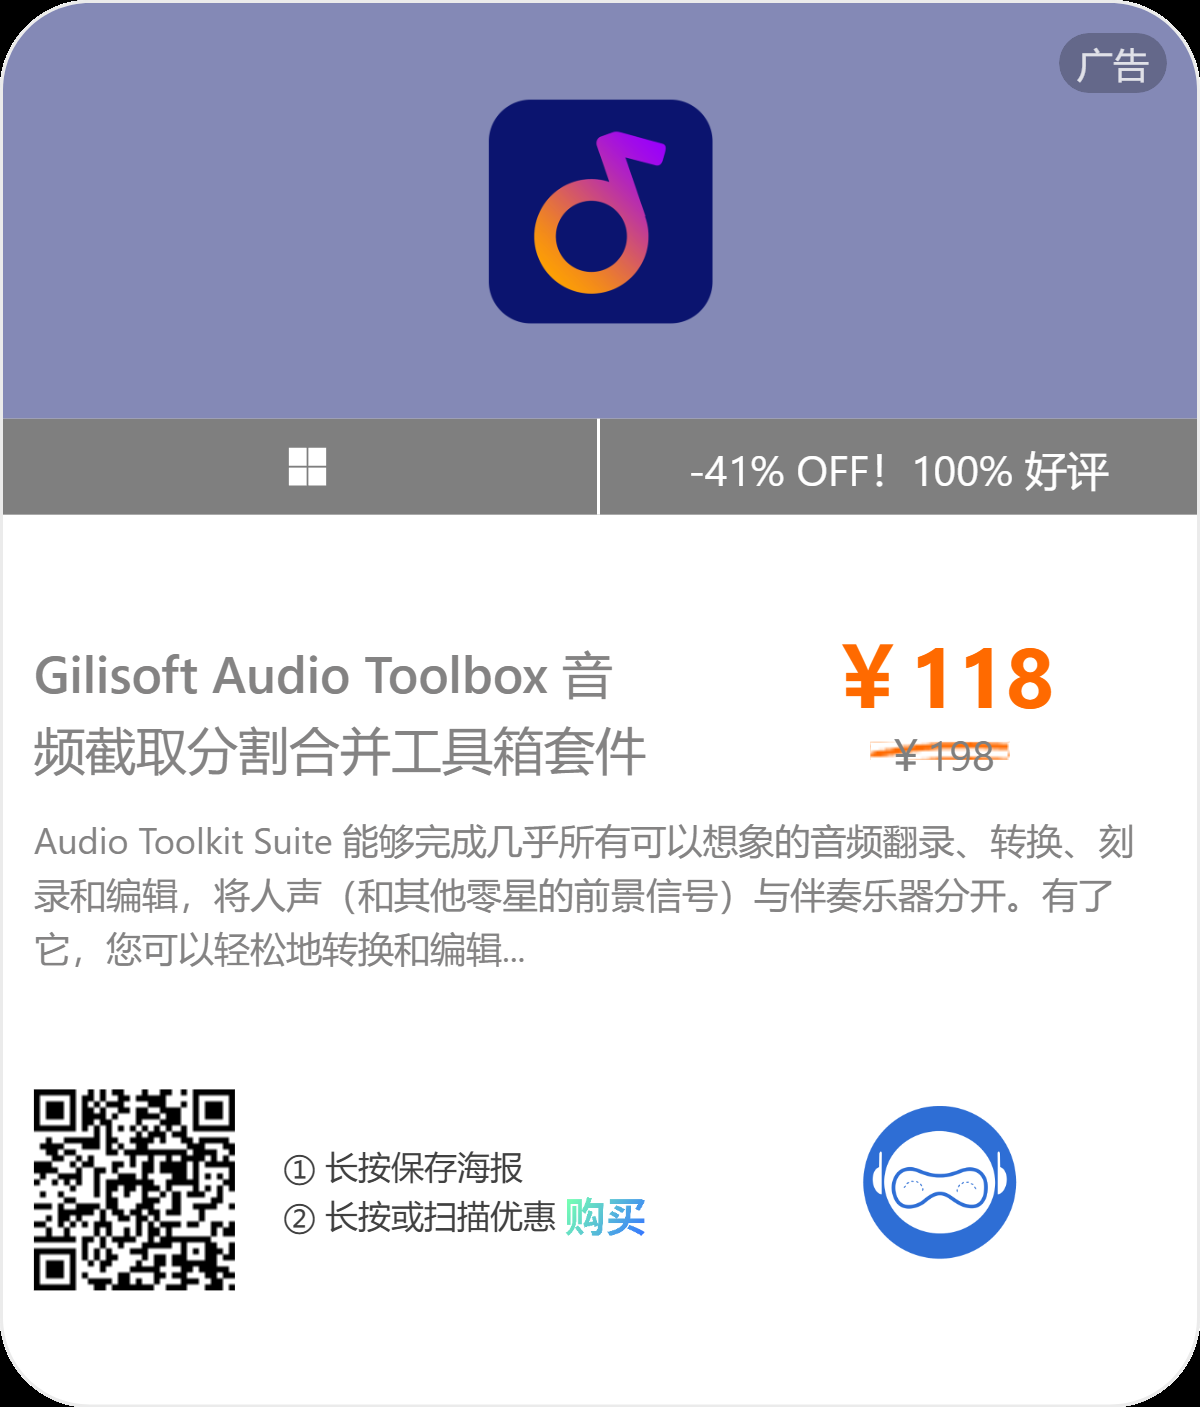 广告
-41% OFF！100% 好评
Gilisoft Audio Toolbox 音
频截取分割合并工具箱套件
¥118
¥198
Audio Toolkit Suite 能够完成几乎所有可以想象的音频翻录、转换、刻
录和编辑，将人声（和其他零星的前景信号）与伴奏乐器分开。有了
它，您可以轻松地转换和编辑...
① 长按保存海报
② 长按或扫描优惠 购买